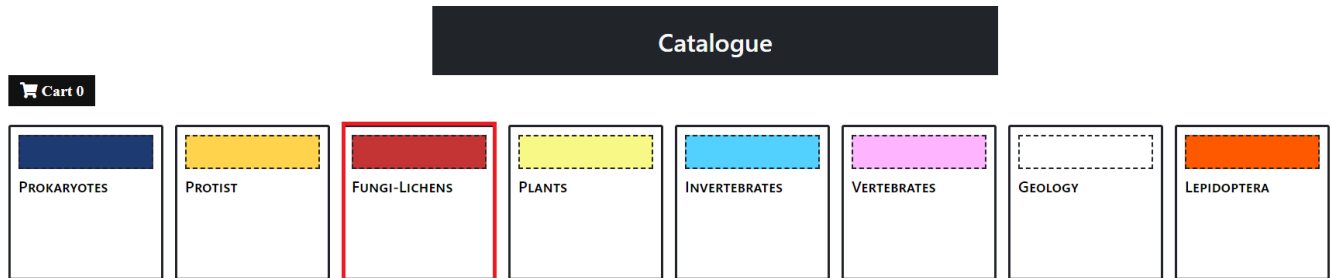 Catalogue
Cart 0
Prokaryotes
Protist
Fungi-Lichens
Plants
Invertebrates
Vertebrates
Geology
Lepidoptera